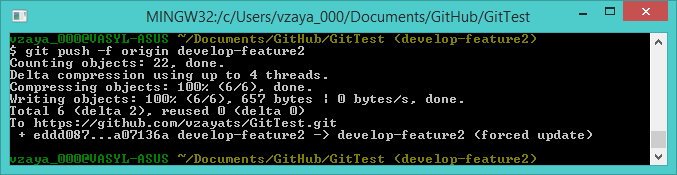 MINGW32:/c/Users/vzaya_000/Documents/GitHub/GitTest
vzaya_000@VASYL-ASUS ~/Documents/GitHub/GitTest (develop-feature2)
$ git push -f origin develop-feature2
Counting objects: 22, done.
Delta compression using up to 4 threads.
Compressing objects: 100% (6/6), done.
Writing objects: 100% (6/6), 657 bytes | 0 bytes/s, done.
Total 6 (delta 2), reused 0 (delta 0)
To https://github.com/vzayats/GitTest.git
 + eddd087...a07136a develop-feature2 -> develop-feature2 (forced update)
vzaya_000@VASYL-ASUS ~/Documents/GitHub/GitTest (develop-feature2)